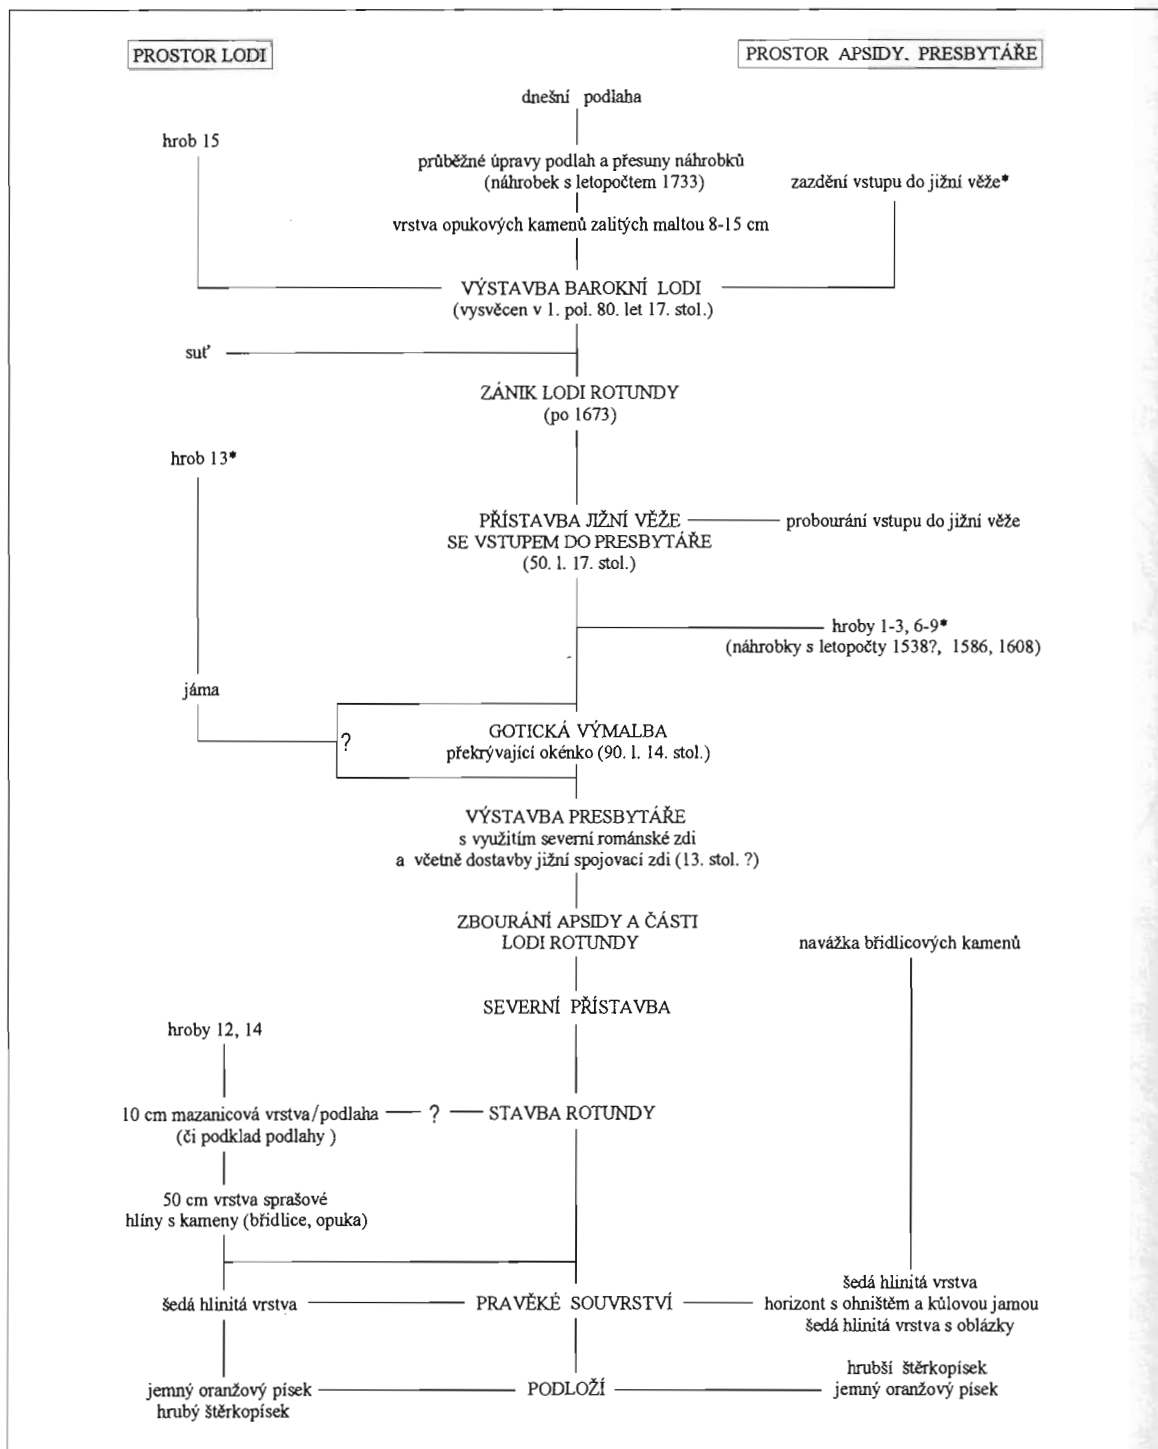 PROSTOR LODI
PROSTOR APSIDY. PRESBYTÁŘE
dnešní podlaha
hrob 15
průběžné úpravy podlah a přesuny náhrobků
(náhrobek s letopočtem 1733)
zazdění vstupu do jižní věže*
vrstva opukových kamenů zalitých maltou 8-15 cm
VÝSTAVBA BAROKNÍ LODI
(vysvěcen v 1. pol. 80. let 17. stol.)
suť
ZÁNIK LODI ROTUNDY
(po 1673)
hrob 13*
PŘÍSTAVBA JIŽNÍ VĚŽE
SE VSTUPEM DO PRESBYTÁŘE
(50. l. 17. stol.)
probourání vstupu do jižní věže
hroby 1-3, 6-9*
(náhrobky s letopočty 1538?, 1586, 1608)
jáma
?
GOTICKÁ VÝMALBA
překrývající okénko (90. l. 14. stol.)
VÝSTAVBA PRESBYTÁŘE
s využitím severní románské zdi
a včetně dostavby jižní spojovací zdi (13. stol. ?)
ZBOURÁNÍ APSIDY A ČÁSTI
LODI ROTUNDY
navážka břidlicových kamenů
SEVERNÍ PŘÍSTAVBA
hroby 12, 14
10 cm mazanicová vrstva/podlaha
(či podklad podlahy )
?
STAVBA ROTUNDY
50 cm vrstva sprašové
hlíny s kameny (břidlice, opuka)
šedá hlinitá vrstva
PRAVĚKÉ SOUVRSTVÍ
šedá hlinitá vrstva
horizont s ohništěm a kůlovou jamou
šedá hlinitá vrstva s oblázky
jemný oranžový písek
hrubý štěrkopísek
PODLOŽÍ
hrubší štěrkopísek
jemný oranžový písek